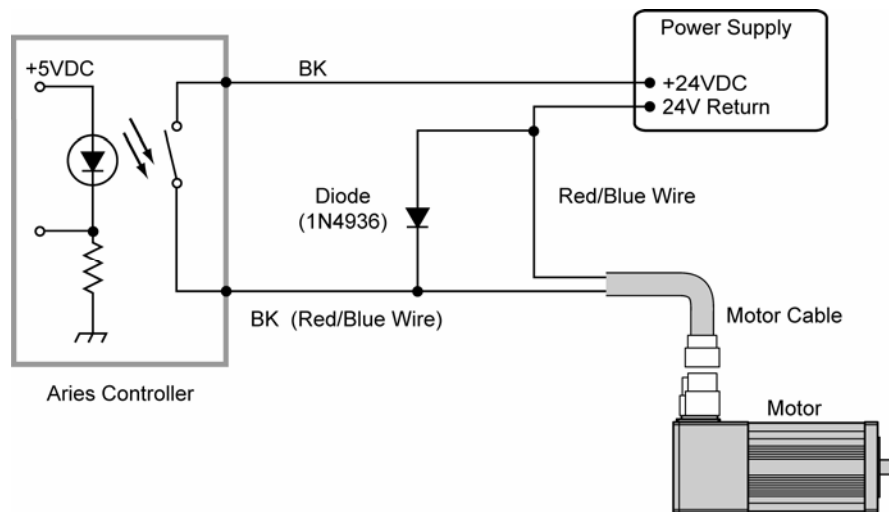 Power Supply
+5VDC
BK
+24VDC
24V Return
Diode
(1N4936)
Red/Blue Wire
BK (Red/Blue Wire)
Motor Cable
Aries Controller
Motor